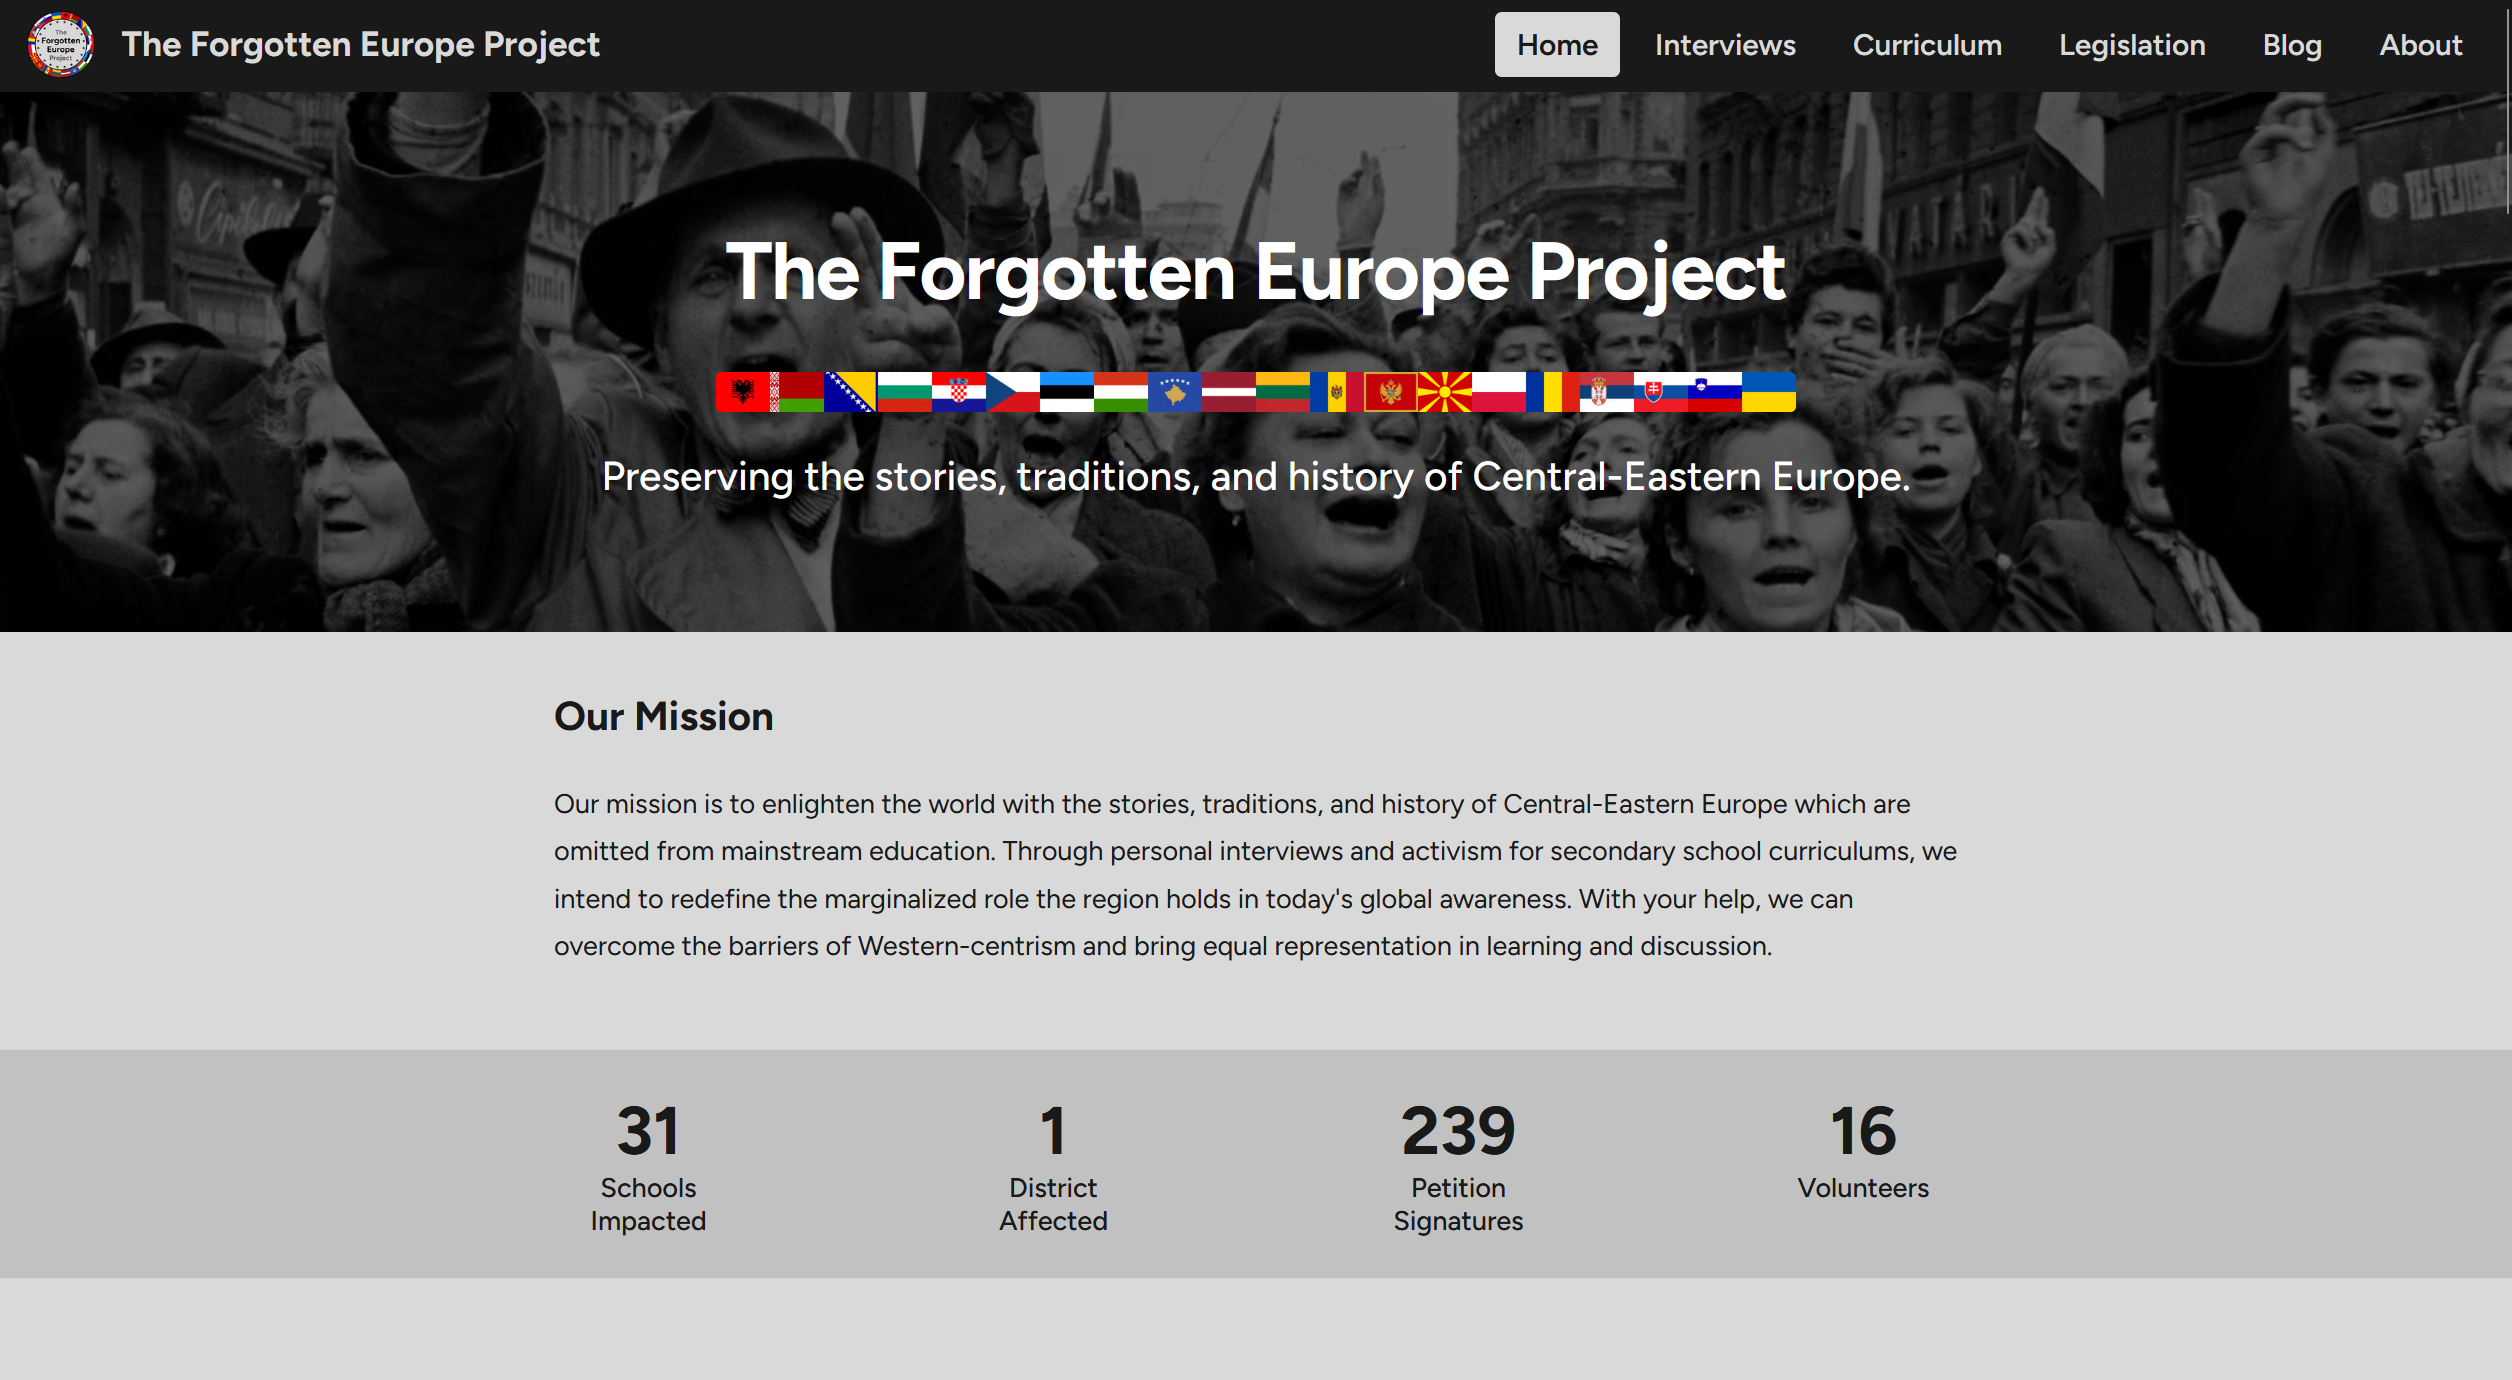 The
Forgotten
Europe
Project
The Forgotten Europe Project
Home
Interviews
Curriculum
Legislation
Blog
About
The Forgotten Europe Project
Preserving the stories, traditions, and history of Central-Eastern Europe.
Our Mission
Our mission is to enlighten the world with the stories, traditions, and history of Central-Eastern Europe which are
omitted from mainstream education. Through personal interviews and activism for secondary school curriculums, we
intend to redefine the marginalized role the region holds in today's global awareness. With your help, we can
overcome the barriers of Western-centrism and bring equal representation in learning and discussion.
31
Schools
Impacted
1
District
Affected
239
Petition
Signatures
16
Volunteers